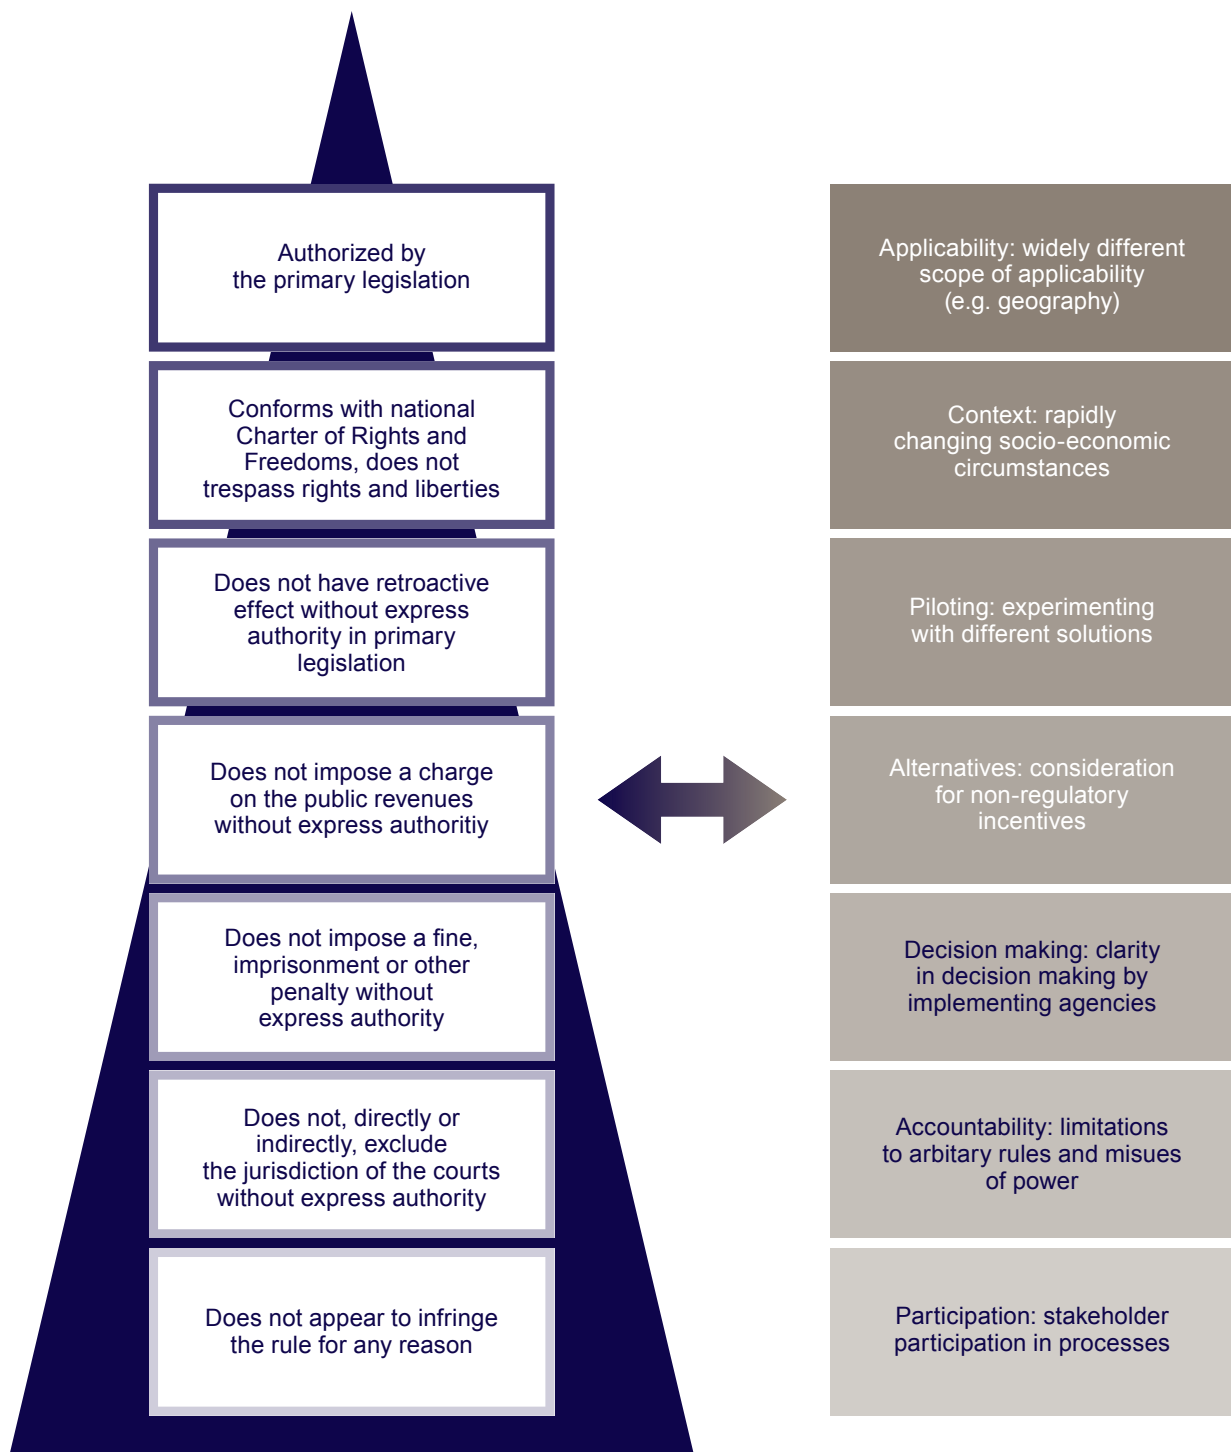 Authorized by
the primary legislation
Conforms with national
Charter of Rights and
Freedoms, does not
trespass rights and liberties
Does not have retroactive
effect without express
authority in primary
legislation
Does not impose a charge
on the public revenues
without express authoritiy
Does not impose a fine,
imprisonment or other
penalty without
express authority
Does not, directly or
indirectly, exclude
the jurisdiction of the courts
without express authority
Does not appear to infringe
the rule for any reason
Applicability: widely different
scope of applicability
(e.g. geography)
Context: rapidly
changing socio-economic
circumstances
Piloting: experimenting
with different solutions
Alternatives: consideration
for non-regulatory
incentives
Decision making: clarity
in decision making by
implementing agencies
Accountability: limitations
to arbitary rules and misues
of power
Participation: stakeholder
participation in processes